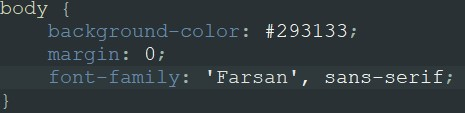 body {
    background-color: #293133;
    margin: 0;
    font-family: 'Farsan', sans-serif;
}